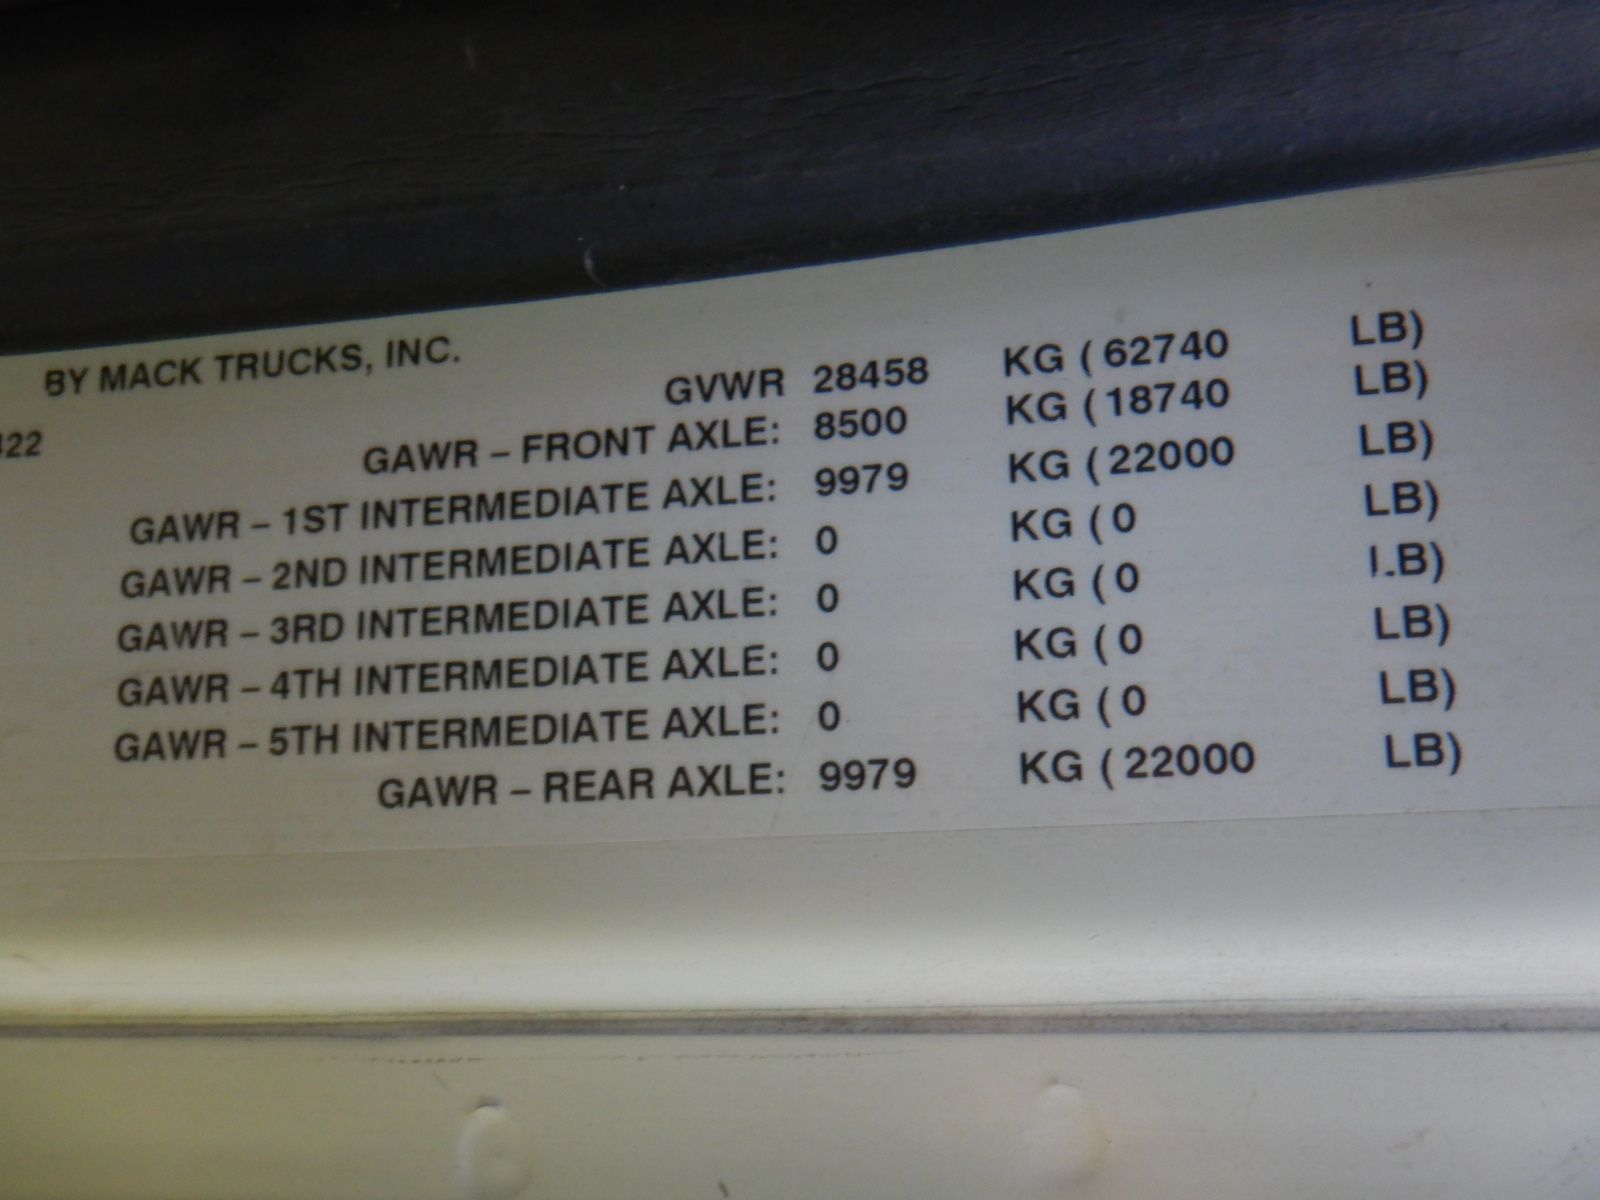 BY MACK TRUCKS, INC.
GVWR 28458 KG ( 62740 LB)
422
GAWR – FRONT AXLE: 8500 KG ( 18740 LB)
GAWR – 1ST INTERMEDIATE AXLE: 9979 KG ( 22000 LB)
GAWR – 2ND INTERMEDIATE AXLE: 0 KG ( 0 LB)
GAWR – 3RD INTERMEDIATE AXLE: 0 KG ( 0 LB)
GAWR – 4TH INTERMEDIATE AXLE: 0 KG ( 0 LB)
GAWR – 5TH INTERMEDIATE AXLE: 0 KG ( 0 LB)
GAWR – REAR AXLE: 9979 KG ( 22000 LB)